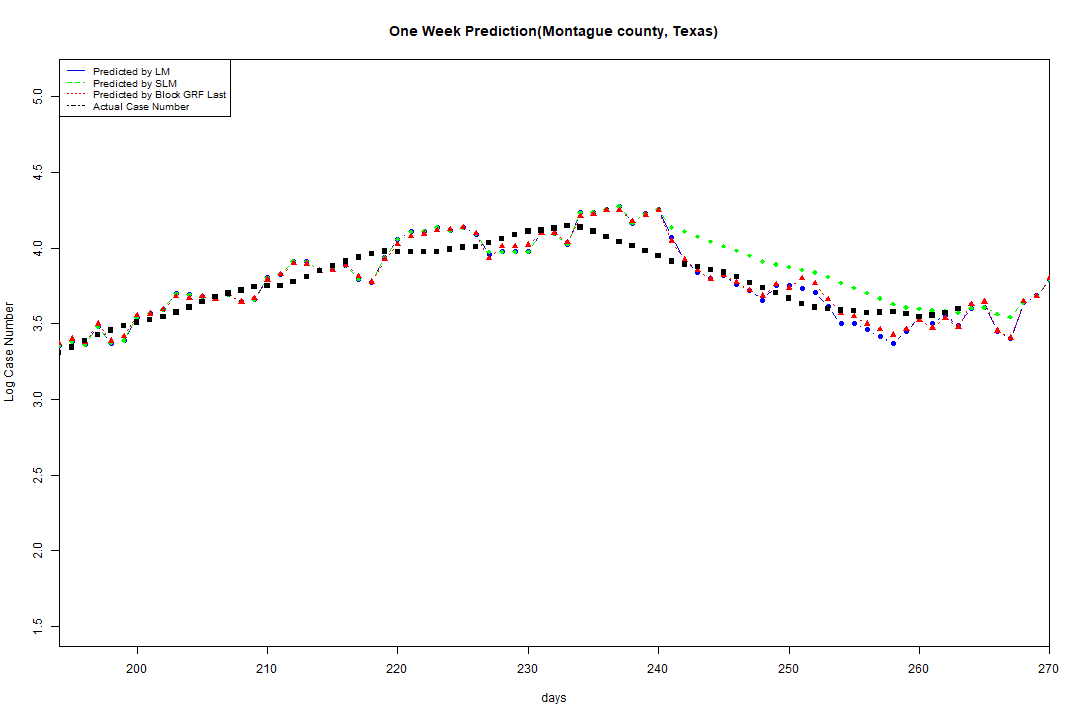 One Week Prediction(Montague county, Texas)
Predicted by LM
Predicted by SLM
Predicted by Block GRF Last
Actual Case Number
5.0
4.5
4.0
3.5
3.0
2.5
2.0
1.5
Log Case Number
200 210 220 230 240 250 260 270
days